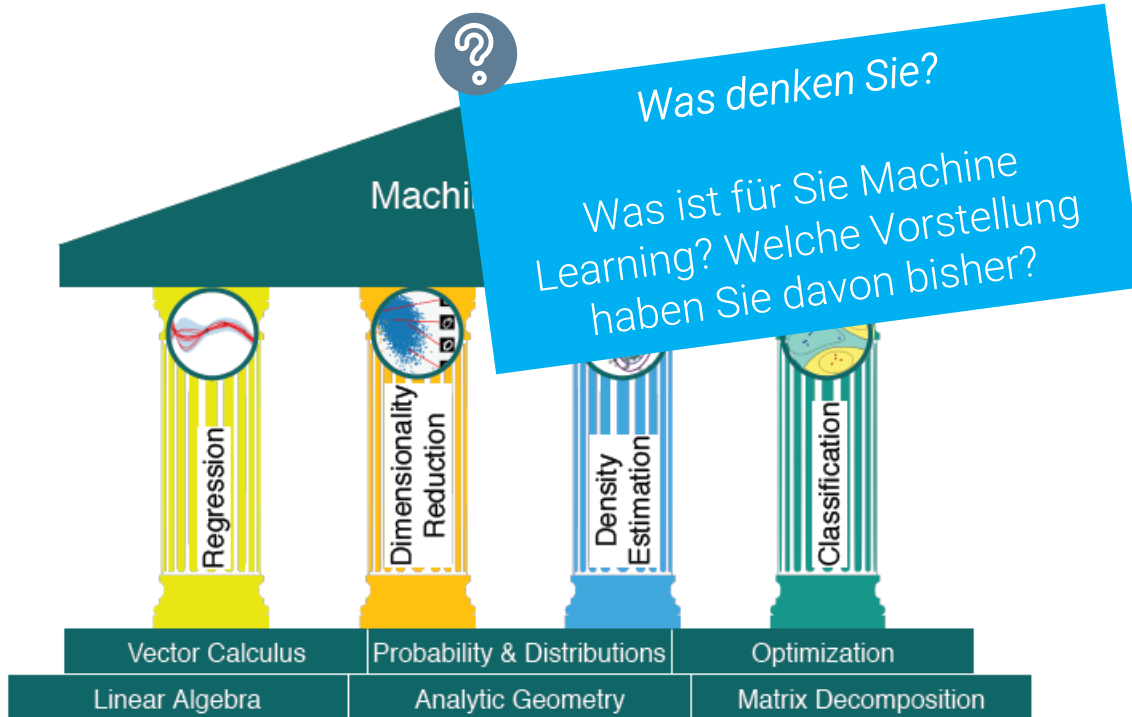 Was denken Sie?
Was ist für Sie Machine
Learning? Welche Vorstellung
haben Sie davon bisher?
Regression
Dimensionality
Reduction
Density
Estimation
Classification
Vector Calculus
Probability & Distributions
Optimization
Linear Algebra
Analytic Geometry
Matrix Decomposition